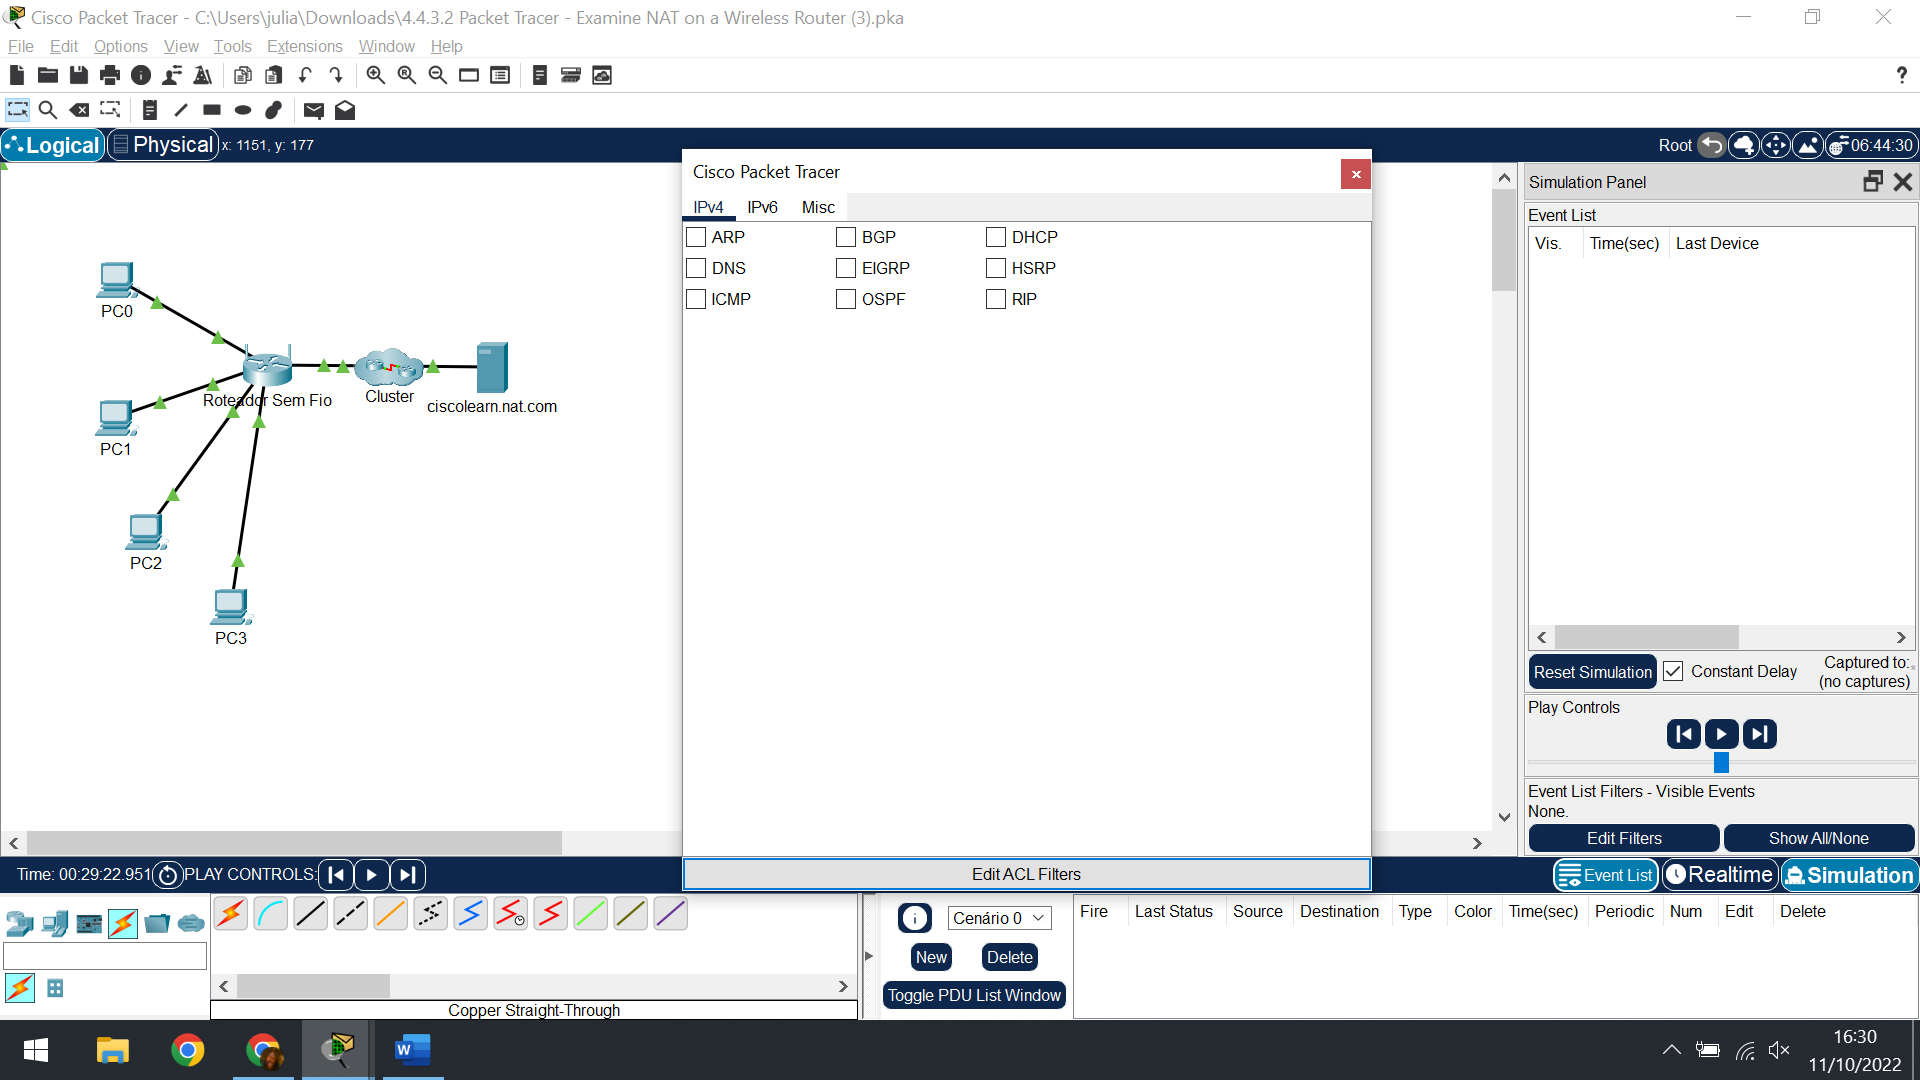 Cisco Packet Tracer - C:\Users\julia\Downloads\4.4.3.2 Packet Tracer - Examine NAT on a Wireless Router (3).pka
File Edit Options View Tools Extensions Window Help
?
Logical Physical x: 1151, y: 177
Root 06:44:30
Cisco Packet Tracer
IPv4 IPv6 Misc
ARP BGP DHCP
DNS EIGRP HSRP
ICMP OSPF RIP
Edit ACL Filters
PC0
Roteador Sem Fio
Cluster
ciscolearn.nat.com
PC1
PC2
PC3
Simulation Panel
Event List
Vis. Time(sec) Last Device
Reset Simulation Constant Delay Captured to:
(no captures)
Play Controls
Event List Filters - Visible Events
None.
Edit Filters Show All/None
Time: 00:29:22.951 PLAY CONTROLS:
Event List Realtime Simulation
Copper Straight-Through
Cenário 0
New Delete
Toggle PDU List Window
Fire Last Status Source Destination Type Color Time(sec) Periodic Num Edit Delete
16:30
11/10/2022